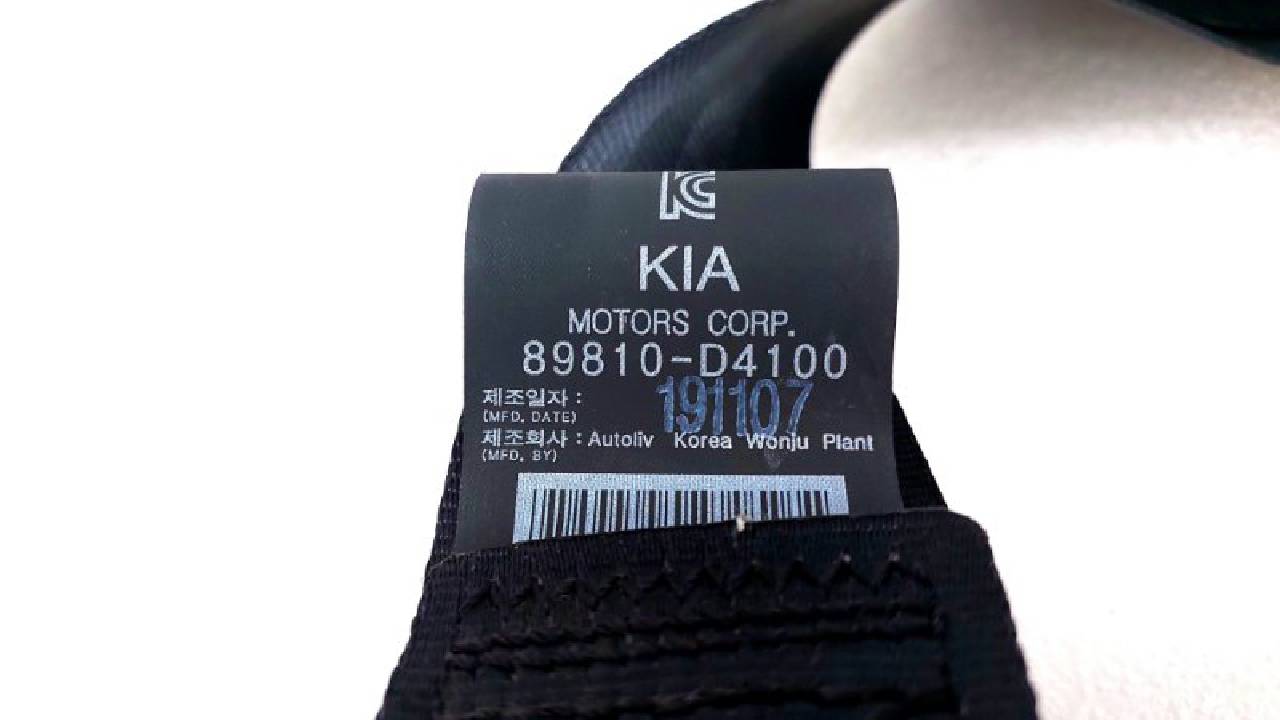 KC
KIA
MOTORS CORP.
89810-D4100
제조일자 : 191107
(MFD. DATE)
제조회사 : Autoliv Korea Wonju Plant
(MFD. BY)